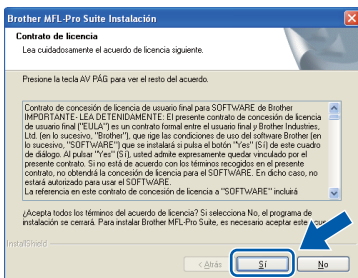 Brother MFL-Pro Suite Instalación
Contrato de licencia
Lea cuidadosamente el acuerdo de licencia siguiente.
Presione la tecla AV PÁG para ver el resto del acuerdo.
Contrato de concesión de licencia de usuario final para SOFTWARE de Brother
IMPORTANTE- LEA DETENIDAMENTE: El presente contrato de concesión de licencia
de usuario final ("EULA") es un contrato formal entre el usuario final y Brother Industries,
Ltd. (en lo sucesivo, "Brother"), que rige las condiciones de uso del software Brother (en
lo sucesivo, "SOFTWARE") que se instalará si pulsa el botón "Yes" (Sí) de este cuadro
de diálogo. Al pulsar "Yes" (Sí), usted admite expresamente quedar vinculado por el
presente contrato. Si no está de acuerdo con los términos recogidos en el presente
contrato, no obtendrá la concesión de licencia para el SOFTWARE. En dicho caso, no
estará autorizado para usar el SOFTWARE.
La referencia en este contrato de concesión de licencia a "SOFTWARE" incluirá
¿Acepta todos los términos del acuerdo de licencia? Si selecciona No, el programa de
instalación se cerrará. Para instalar Brother MFL-Pro Suite, es necesario aceptar este
InstallShield
< Atrás
Sí
No